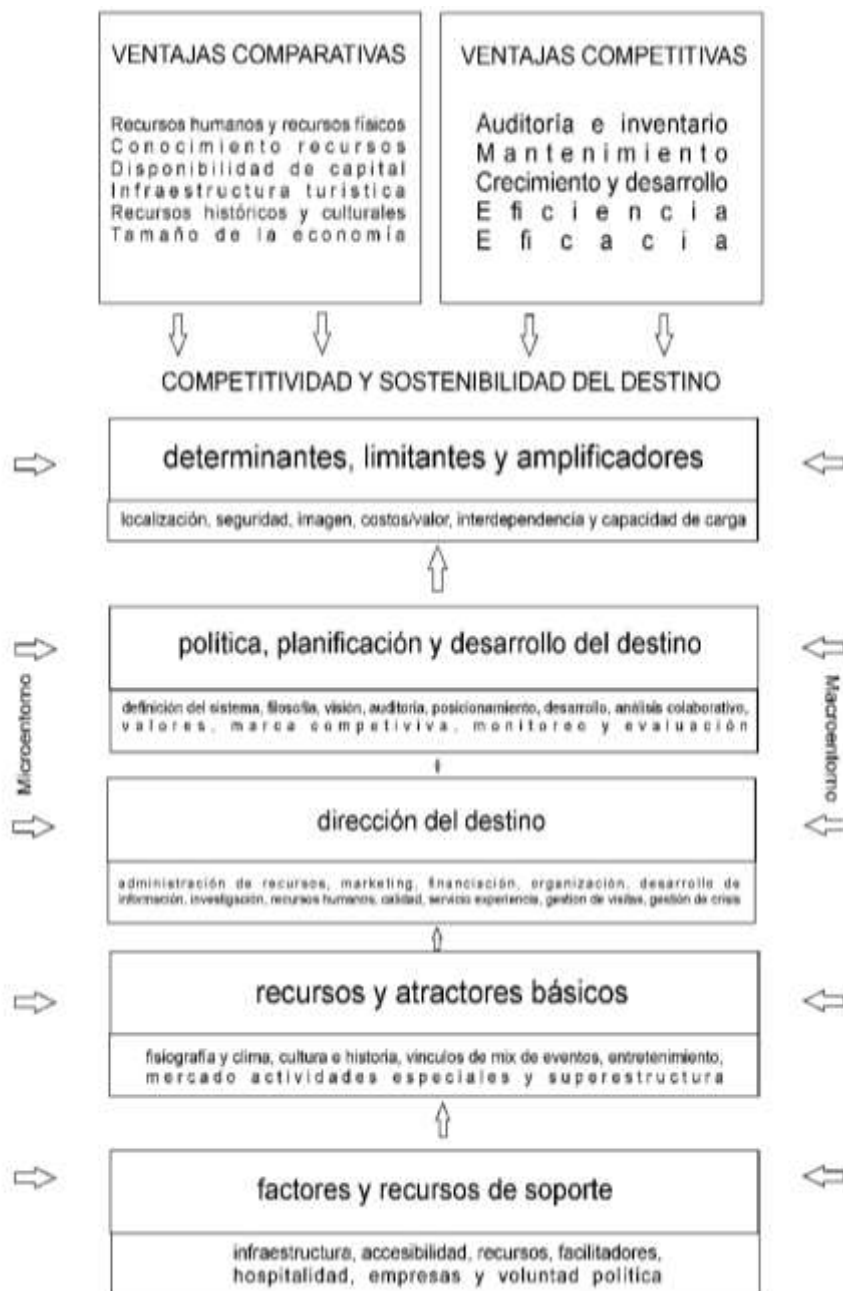 VENTAJAS COMPARATIVAS
Recursos humanos y recursos físicos
Conocimiento recursos
Disponibilidad de capital
Infraestructura turistica
Recursos históricos y culturales
Tamaño de la economía
VENTAJAS COMPETITIVAS
Auditoría e inventario
Mantenimiento
Crecimiento y desarrollo
Eficiencia
Eficacia
COMPETITIVIDAD Y SOSTENIBILIDAD DEL DESTINO
determinantes, limitantes y amplificadores
localización, seguridad, imagen, costos/valor, interdependencia y capacidad de carga
política, planificación y desarrollo del destino
definición del sistema, filosofía, visión, auditoria, posicionamiento, desarrollo, análisis colaborativo,
valores, marca competiviva, monitoreo y evaluación
Microentorno
Macroentorno
dirección del destino
administración de recursos, marketing, financiación, organización, desarrollo de
información, investigación, recursos humanos, calidad, servicio experiencia, gestion de visitas, gestión de crisis
recursos y atractores básicos
fisiografía y clima, cultura e historia, vinculos de mix de eventos, entretenimiento,
mercado actividades especiales y superestructura
factores y recursos de soporte
infraestructura, accesibilidad, recursos, facilitadores,
hospitalidad, empresas y voluntad política